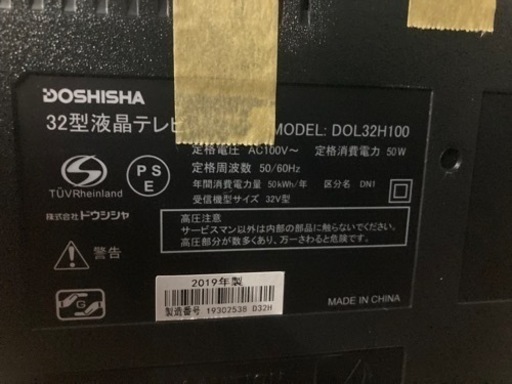 DOSHISHA
32型液晶テレビ MODEL: DOL32H100
定格電圧 AC100V～ 定格消費電力 50W
定格周波数 50/60Hz
年間消費電力量 50kWh/年 区分名 DN1
受信機型サイズ 32V型
TÜVRheinland
PS
E
株式会社ドウシシャ
高圧注意
サービスマン以外は内部の部品に触らないでください。
高圧部分が数多くあり、万一さわると危険です。
警告
G
2019年製
製造番号 19302538 D32H
MADE IN CHINA